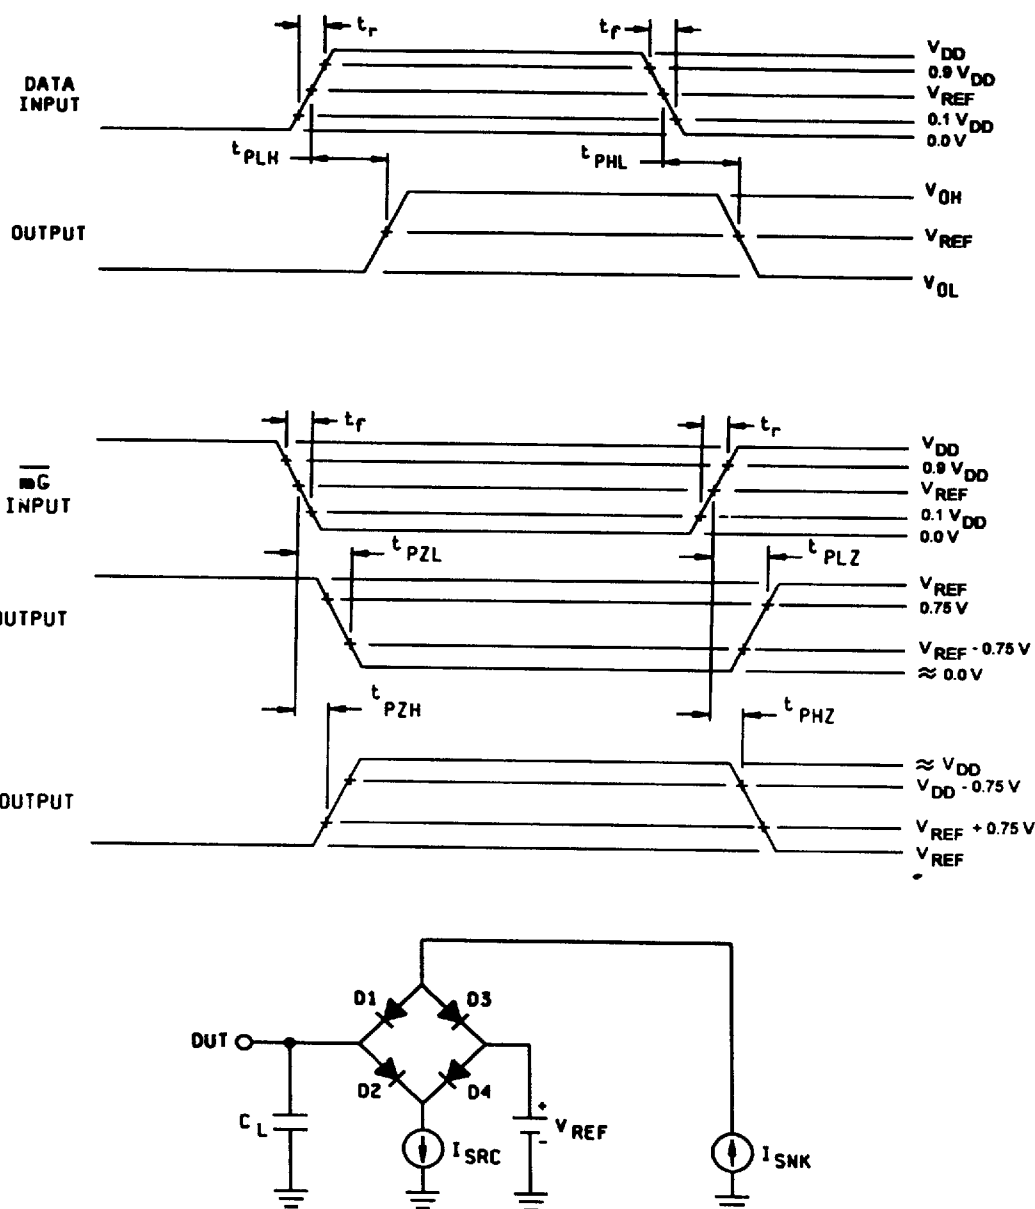 t_r
t_f
V_DD
0.9 V_DD
DATA
INPUT
V_REF
0.1 V_DD
0.0 V
t_PLH
t_PHL
V_OH
OUTPUT
V_REF
V_OL
t_f
t_r
V_DD
0.9 V_DD
mG
INPUT
V_REF
0.1 V_DD
0.0 V
t_PZL
t_PLZ
V_REF
0.75 V
OUTPUT
V_REF - 0.75 V
≈ 0.0 V
t_PZH
t_PHZ
≈ V_DD
V_DD - 0.75 V
OUTPUT
V_REF + 0.75 V
V_REF
D1
D3
DUT
D2
D4
C_L
+
V_REF
-
I_SRC
I_SNK